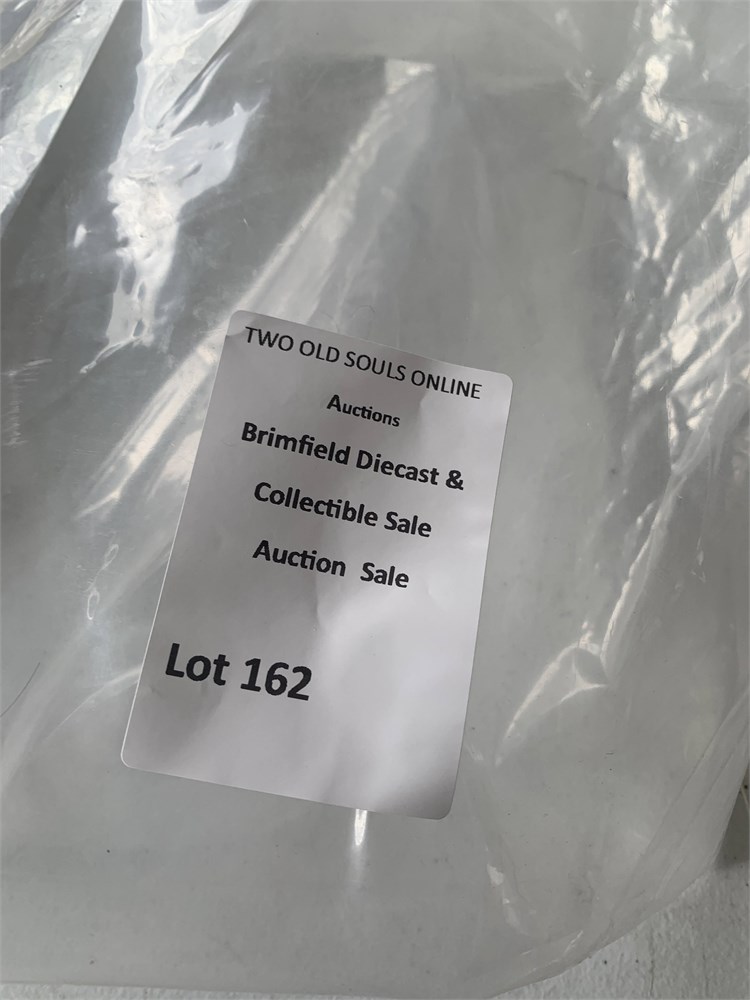 TWO OLD SOULS ONLINE
Auctions
Brimfield Diecast &
Collectible Sale
Auction Sale
Lot 162